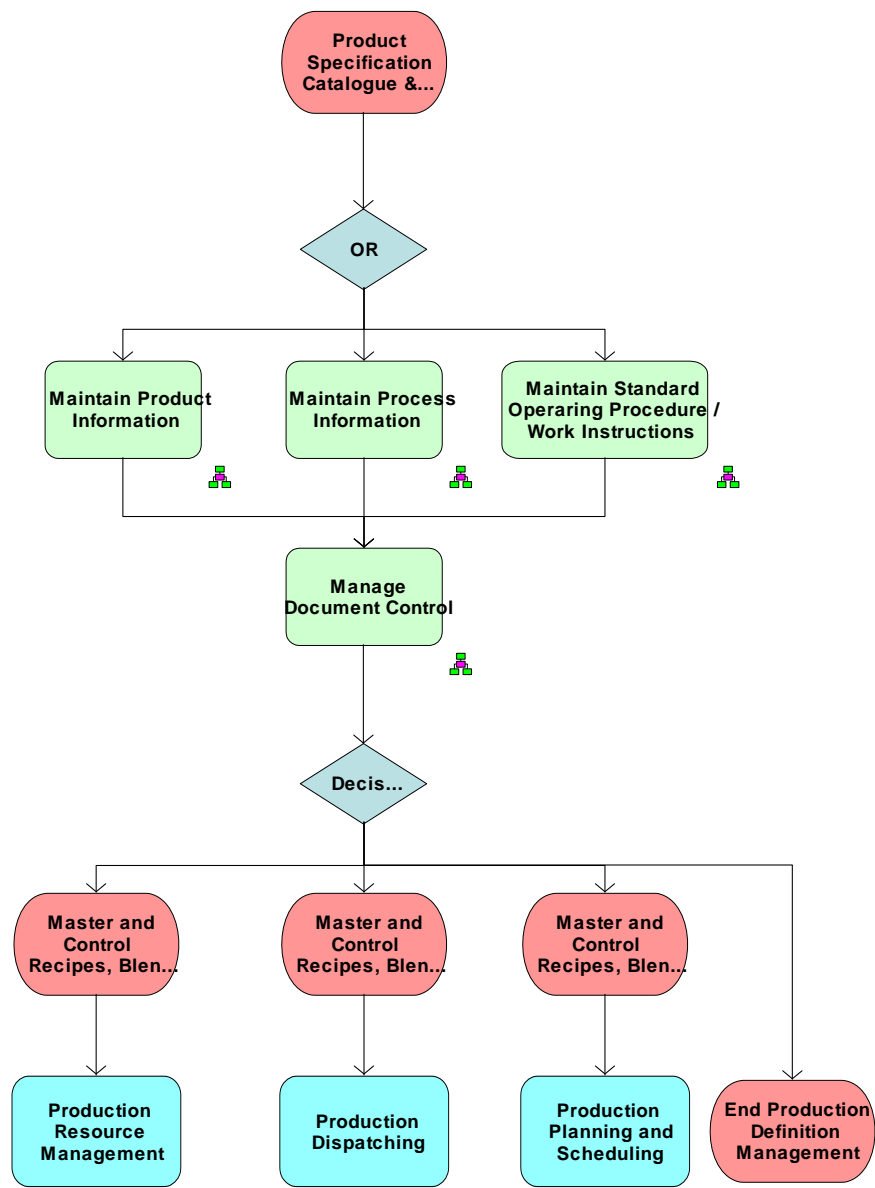 Product
Specification
Catalogue &...
OR
Maintain Product
Information
Maintain Process
Information
Maintain Standard
Operaring Procedure /
Work Instructions
Manage
Document Control
Decis...
Master and
Control
Recipes, Blen...
Master and
Control
Recipes, Blen...
Master and
Control
Recipes, Blen...
Production
Resource
Management
Production
Dispatching
Production
Planning and
Scheduling
End Production
Definition
Management